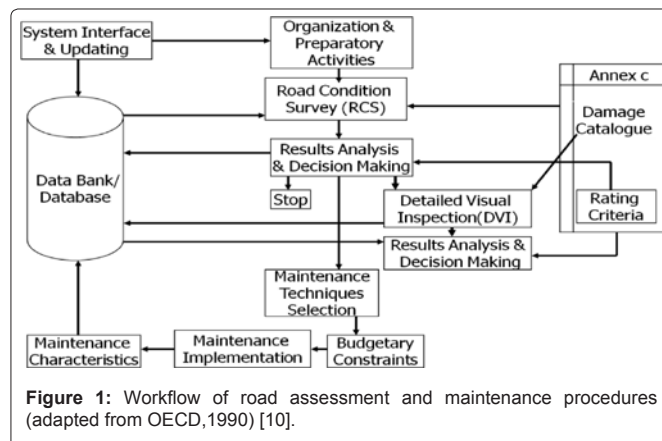 System Interface
& Updating
Organization &
Preparatory
Activities
Annex c
Road Condition
Survey (RCS)
Damage
Catalogue
Results Analysis
& Decision Making
Data Bank/
Database
Stop
Detailed Visual
Inspection(DVI)
Rating
Criteria
Results Analysis &
Decision Making
Maintenance
Techniques
Selection
Maintenance
Characteristics
Maintenance
Implementation
Budgetary
Constraints
Figure 1: Workflow of road assessment and maintenance procedures
(adapted from OECD,1990) [10].